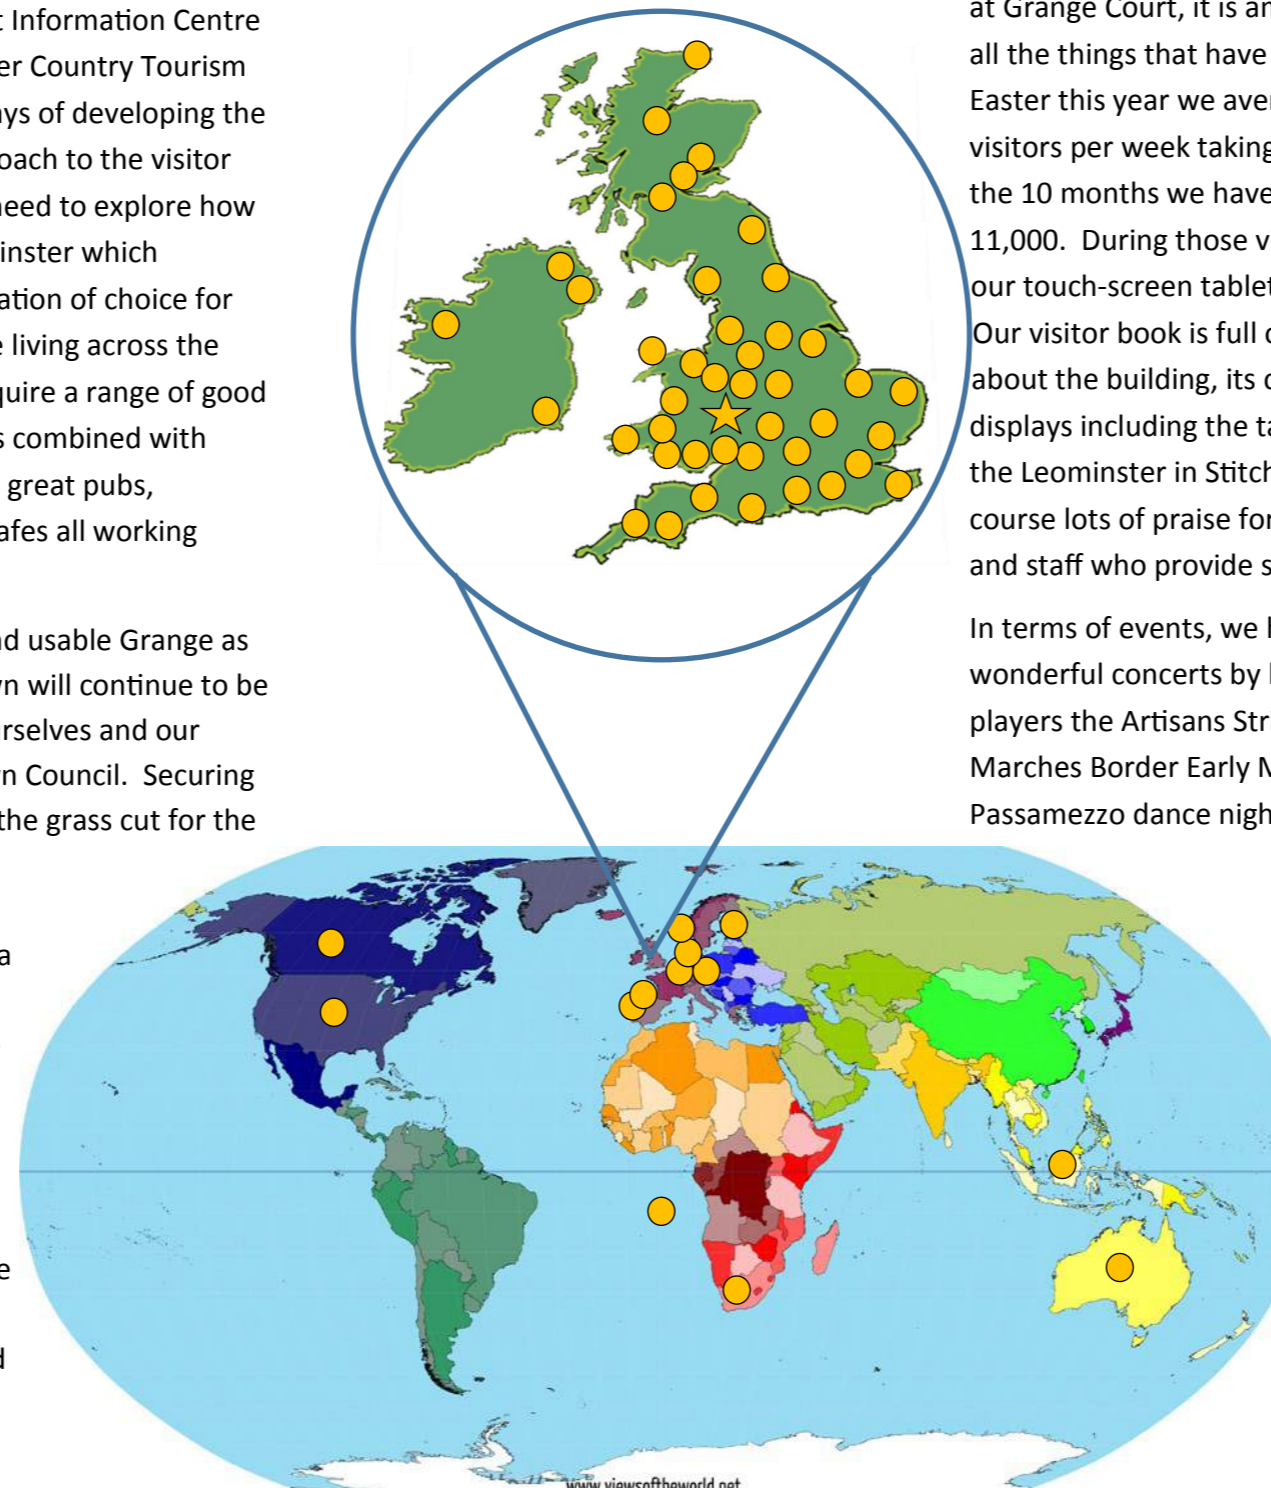 t Information Centre
er Country Tourism
ys of developing the
oach to the visitor
need to explore how
inster which
ation of choice for
e living across the
quire a range of good
s combined with
great pubs,
afes all working
nd usable Grange as
wn will continue to be
urselves and our
n Council.  Securing
the grass cut for the
a
e
d
at Grange Court, it is an
all the things that have
Easter this year we aver
visitors per week taking
the 10 months we have
11,000.  During those v
our touch-screen tablet
Our visitor book is full o
about the building, its c
displays including the ta
the Leominster in Stitch
course lots of praise for
and staff who provide s
In terms of events, we h
wonderful concerts by l
players the Artisans Stri
Marches Border Early M
Passamezzo dance nigh
www.viewsoftheworld.net